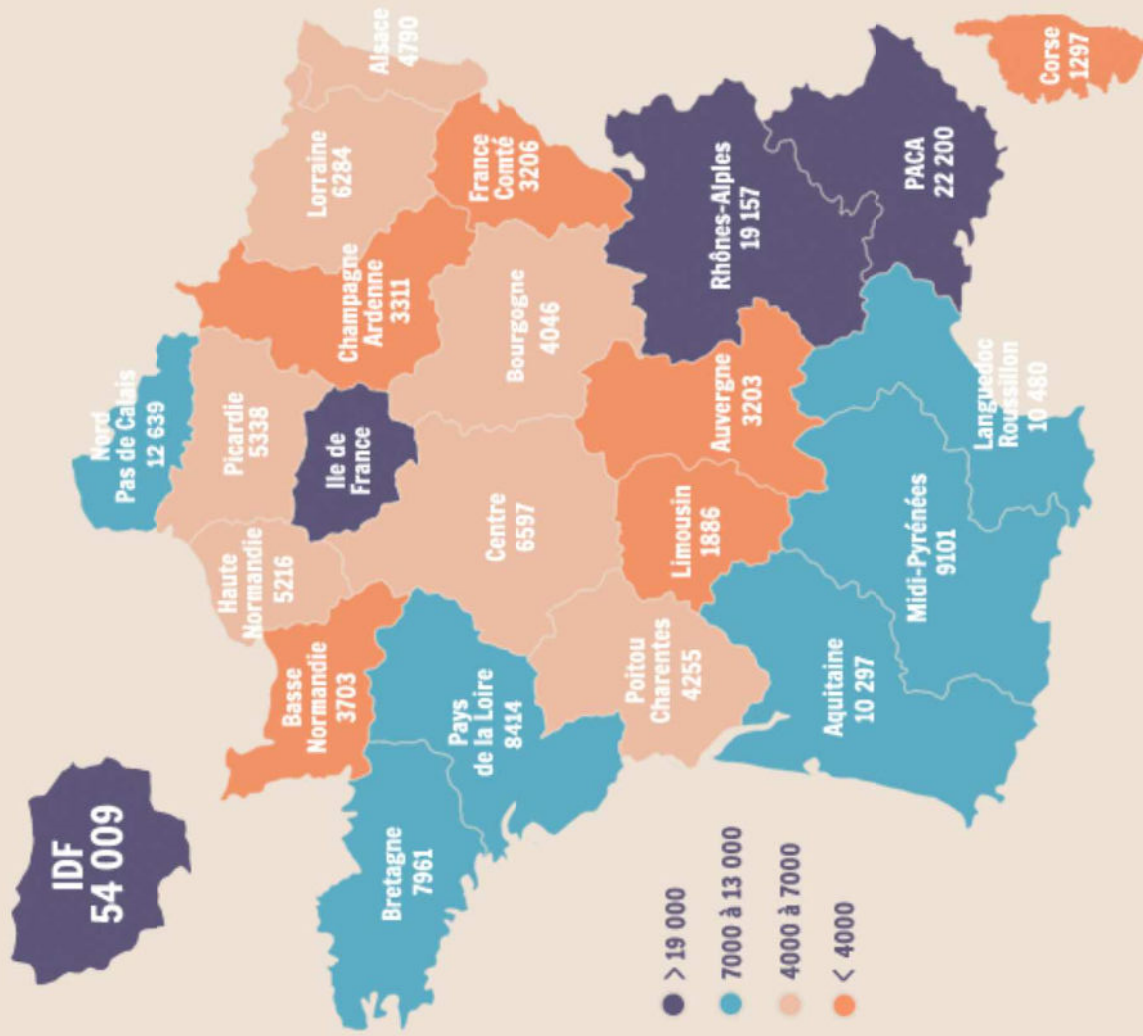 IDF
54 009
Nord
Pas de Calais
12 639
Picardie
5338
Haute
Normandie
5216
Basse
Normandie
3703
Ile de
France
Champagne
Ardenne
3311
Lorraine
6284
Alsace
4790
Bretagne
7961
Pays
de la Loire
8414
Centre
6597
Bourgogne
4046
France
Comté
3206
Poitou
Charentes
4255
Limousin
1886
Auvergne
3203
Rhônes-Alples
19 157
Aquitaine
10 297
Midi-Pyrénées
9101
Languedoc
Roussillon
10 480
PACA
22 200
Corse
1297
> 19 000
7000 à 13 000
4000 à 7000
< 4000